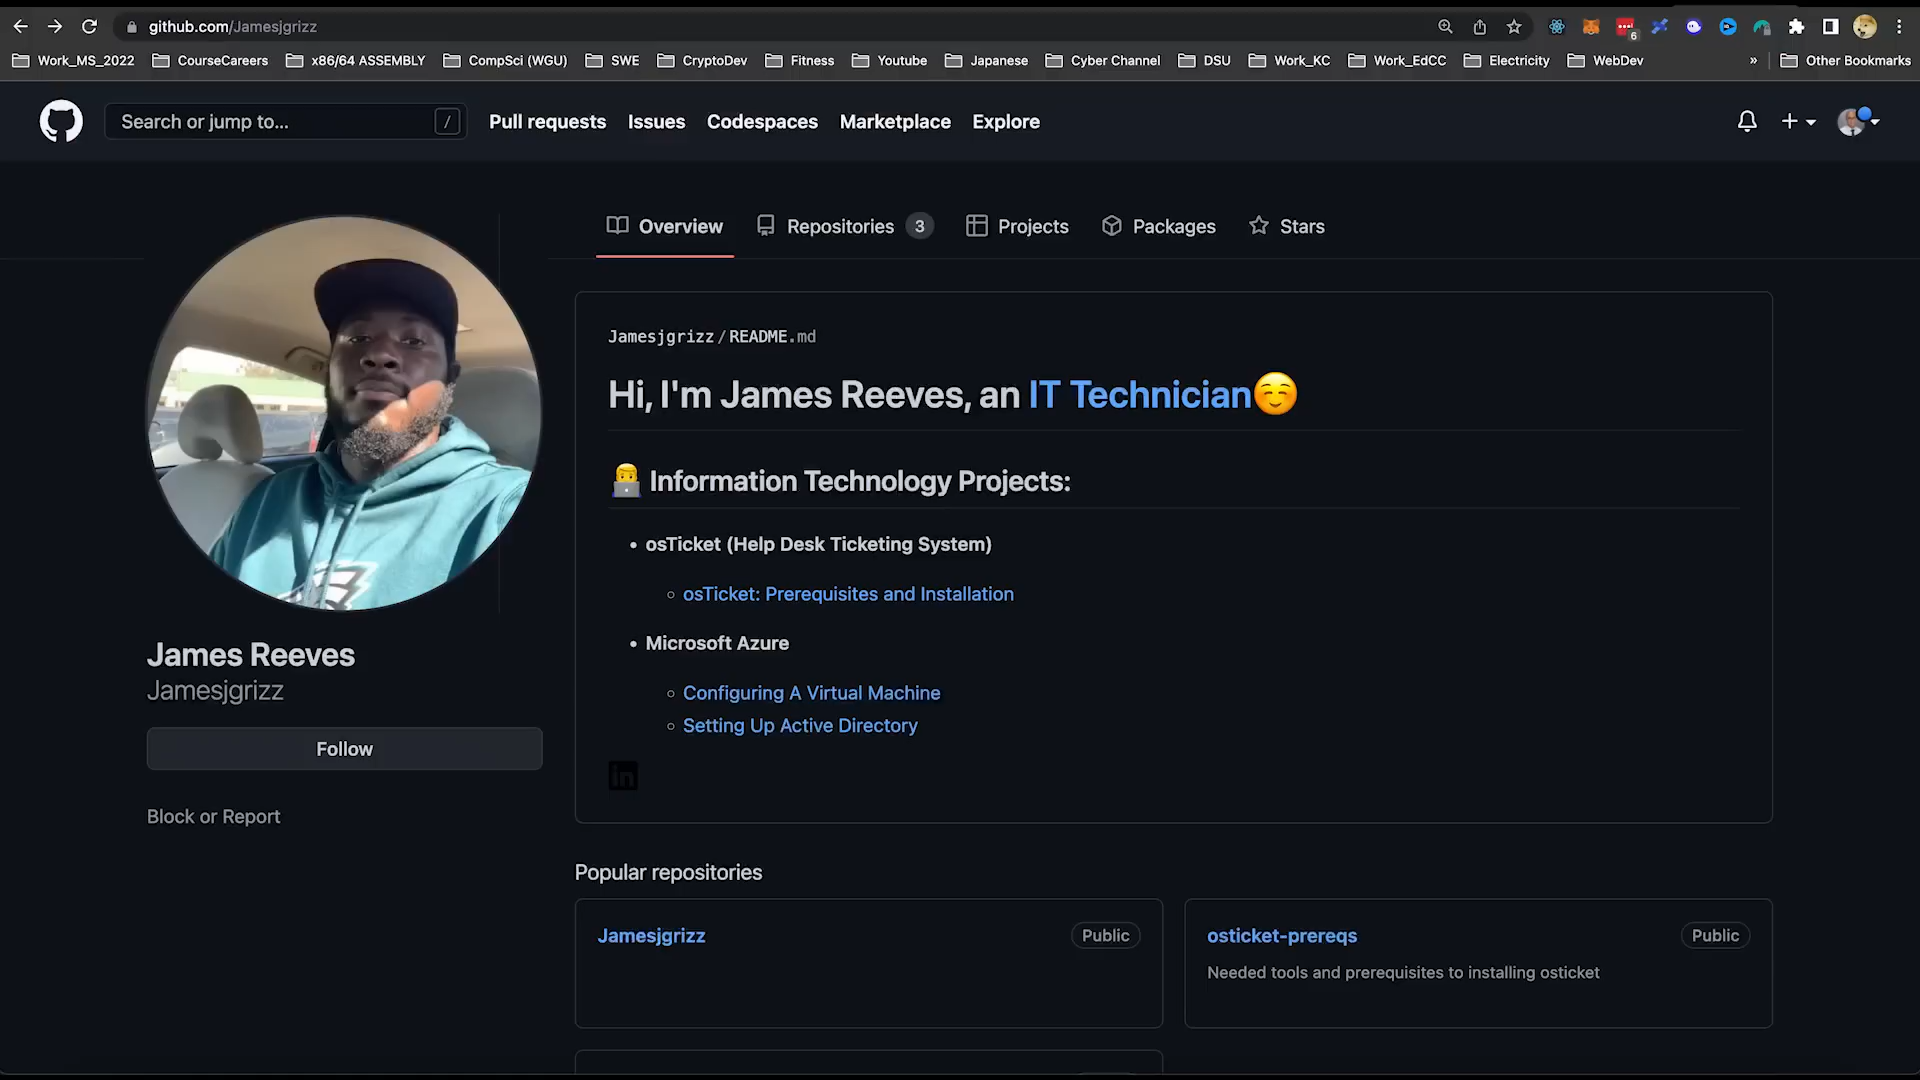 github.com/Jamesjgrizz
6
Work_MS_2022 CourseCareers x86/64 ASSEMBLY CompSci (WGU) SWE CryptoDev Fitness Youtube Japanese Cyber Channel DSU Work_KC Work_EdCC Electricity WebDev » Other Bookmarks
Search or jump to... / Pull requests Issues Codespaces Marketplace Explore
Overview Repositories 3 Projects Packages Stars
Jamesjgrizz/README.md
Hi, I'm James Reeves, an IT Technician
Information Technology Projects:
osTicket (Help Desk Ticketing System)
osTicket: Prerequisites and Installation
Microsoft Azure
Configuring A Virtual Machine
Setting Up Active Directory
in
James Reeves
Jamesjgrizz
Follow
Block or Report
Popular repositories
Jamesjgrizz Public
osticket-prereqs Public
Needed tools and prerequisites to installing osticket